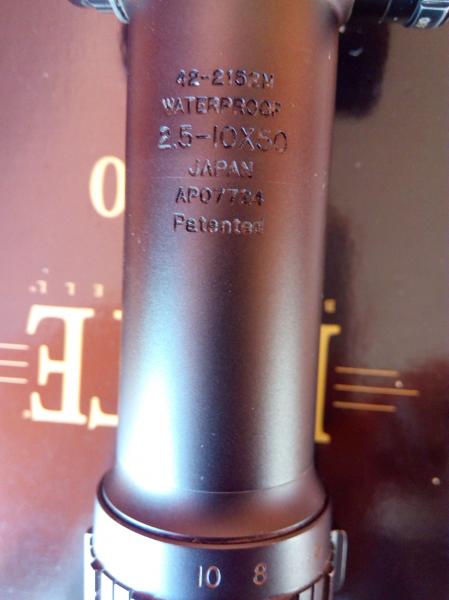 42-2152M
WATERPROOF
2.5-10X50
JAPAN
AP07724
Patented
10 8